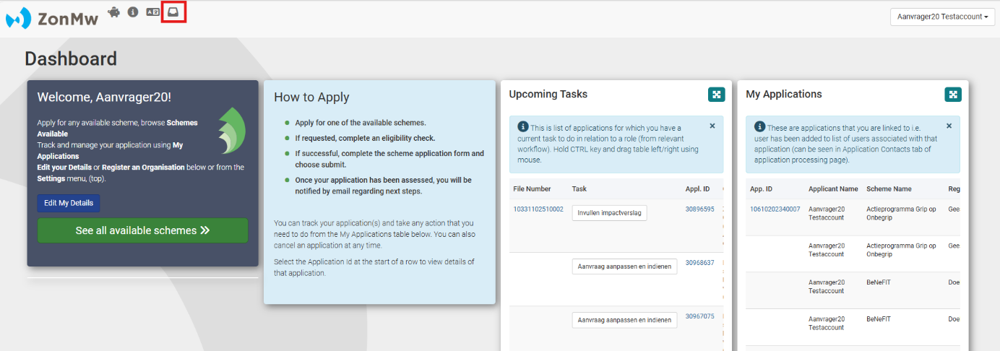 ZonMw
Aanvrager20 Testaccount
Dashboard
Welcome, Aanvrager20!
Apply for any available scheme, browse Schemes
Available
Track and manage your application using My
Applications
Edit your Details or Register an Organisation below or from the
Settings menu, (top).
Edit My Details
See all available schemes
How to Apply
Apply for one of the available schemes.
If requested, complete an eligibility check.
If successful, complete the scheme application form and
choose submit.
Once your application has been assessed, you will be
notified by email regarding next steps.
You can track your application(s) and take any action that you
need to do from the My Applications table below. You can also
cancel an application at any time.
Select the Application Id at the start of a row to view details of
that application.
Upcoming Tasks
This is list of applications for which you have a
current task to do in relation to a role (from relevant
workflow). Hold CTRL key and drag table left/right using
mouse.
File Number Task Appl. ID
10331102510002 Invullen impactverslag 30896595
Aanvraag aanpassen en indienen 30968637
Aanvraag aanpassen en indienen 30967075
My Applications
These are applications that you are linked to i.e.
user has been added to list of users associated with that
application (can be seen in Application Contacts tab of
application processing page).
App. ID Applicant Name Scheme Name Reg
10610202340007 Aanvrager20 Actieprogramma Grip op Gee
Testaccount Onbegrip
Aanvrager20 Actieprogramma Grip op Gee
Testaccount Onbegrip
Aanvrager20 BeNeFIT Doe
Testaccount
Aanvrager20 BeNeFIT Doe
Testaccount